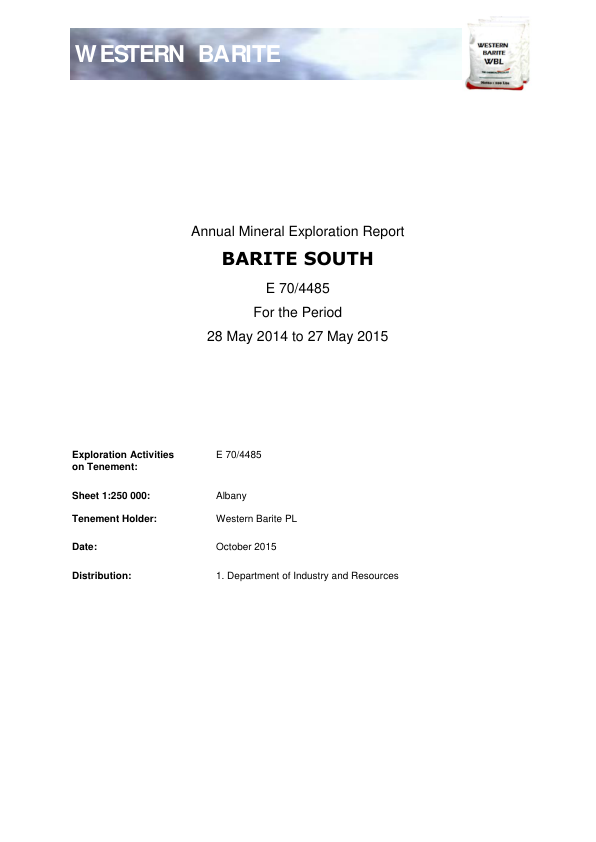 WESTERN BARITE
WESTERN
BARITE
WBL
Annual Mineral Exploration Report
BARITE SOUTH
E 70/4485
For the Period
28 May 2014 to 27 May 2015
Exploration Activities
on Tenement:
E 70/4485
Sheet 1:250 000: Albany
Tenement Holder: Western Barite PL
Date: October 2015
Distribution: 1. Department of Industry and Resources